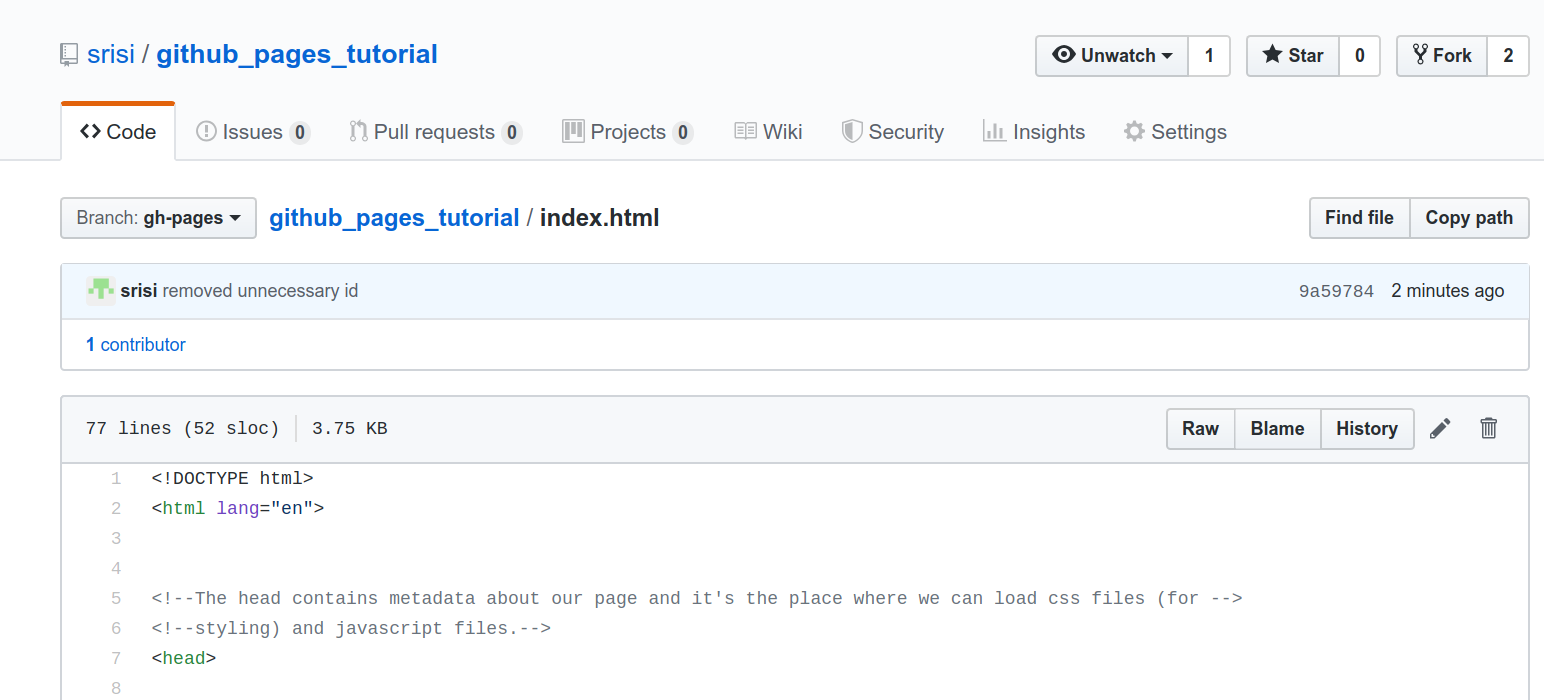 srisi / github_pages_tutorial
Unwatch 1 Star 0 Fork 2
Code Issues 0 Pull requests 0 Projects 0 Wiki Security Insights Settings
Branch: gh-pages github_pages_tutorial / index.html Find file Copy path
srisi removed unnecessary id 9a59784 2 minutes ago
1 contributor
77 lines (52 sloc) 3.75 KB Raw Blame History
1 <!DOCTYPE html>
2 <html lang="en">
3
4
5 <!--The head contains metadata about our page and it's the place where we can load css files (for -->
6 <!--styling) and javascript files.-->
7 <head>
8